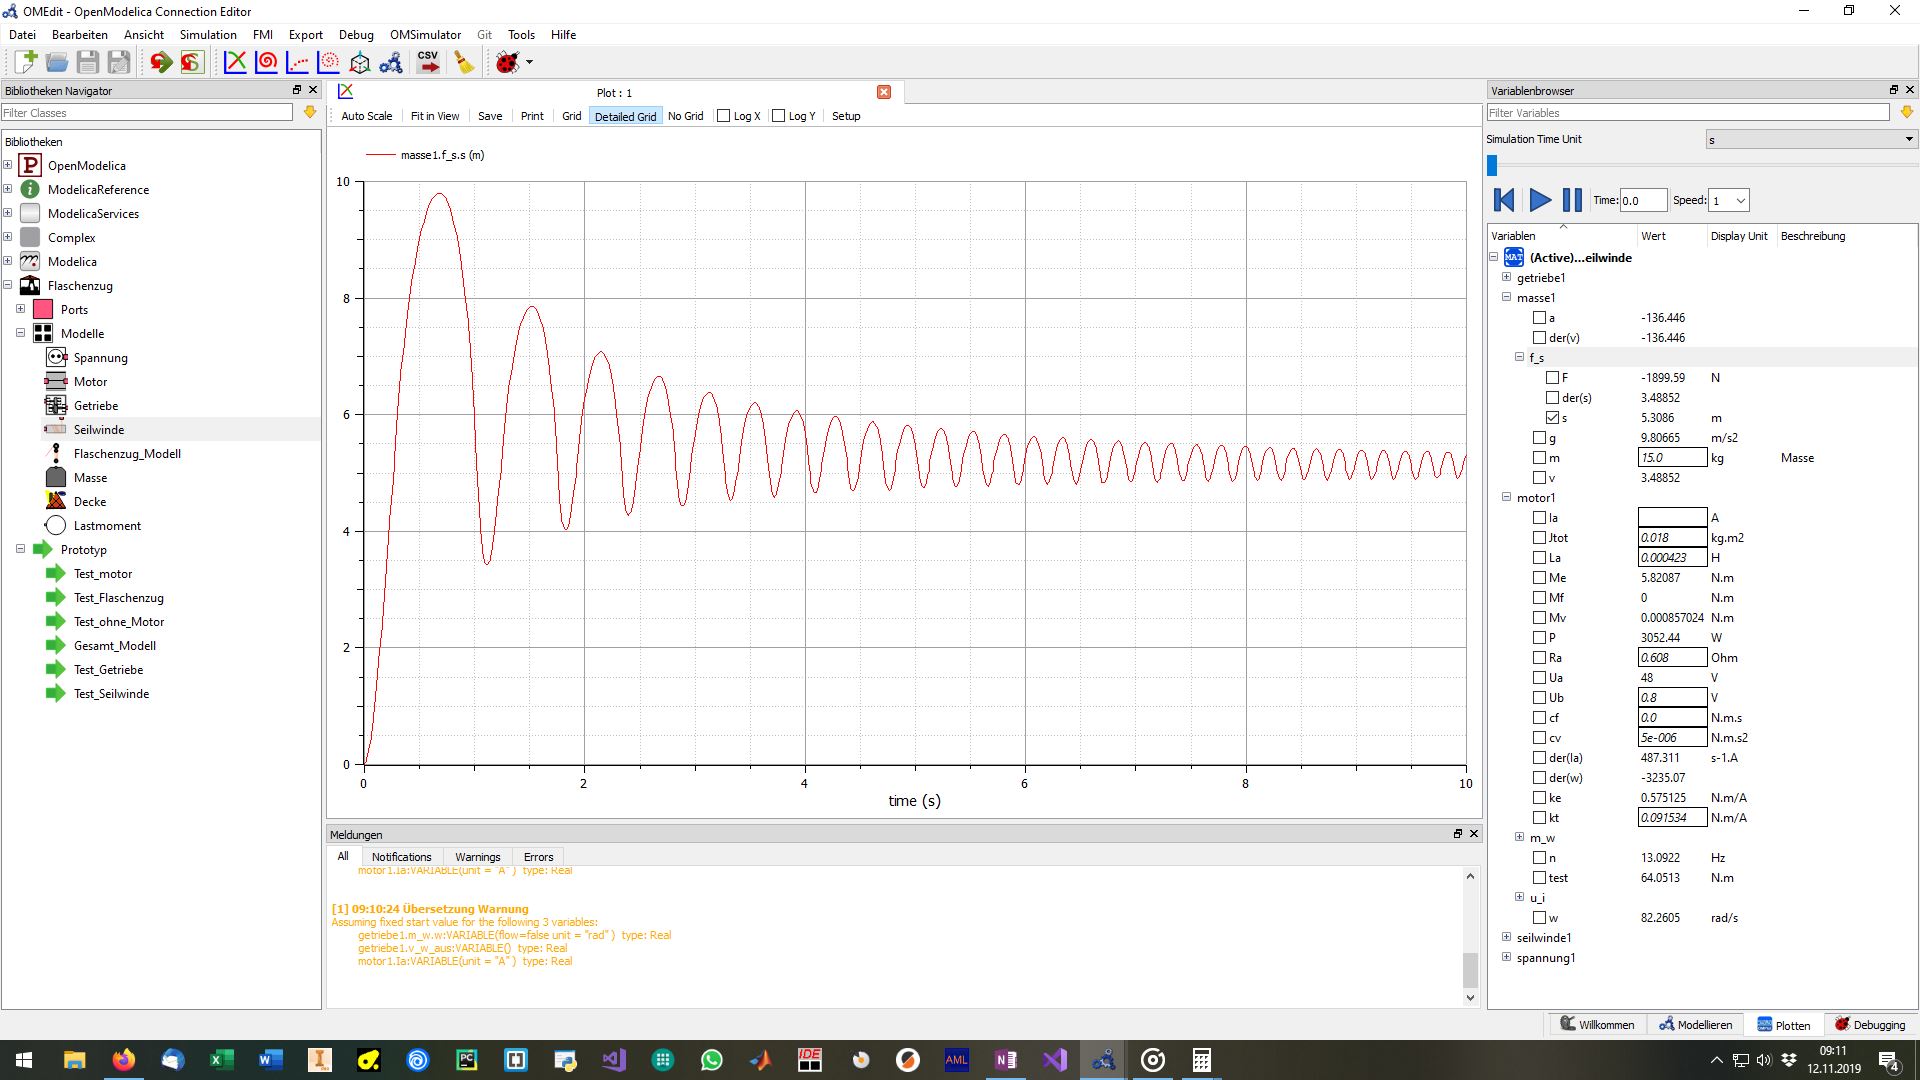 OMEdit - OpenModelica Connection Editor
Datei Bearbeiten Ansicht Simulation FMI Export Debug OMSimulator Git Tools Hilfe
CSV
Bibliotheken Navigator
Filter Classes
Bibliotheken
P OpenModelica
i ModelicaReference
ModelicaServices
Complex
Modelica
Flaschenzug
Ports
Modelle
Spannung
Motor
Getriebe
Seilwinde
Flaschenzug_Modell
Masse
Decke
Lastmoment
Prototyp
Test_motor
Test_Flaschenzug
Test_ohne_Motor
Gesamt_Modell
Test_Getriebe
Test_Seilwinde
Plot : 1
Auto Scale Fit in View Save Print Grid Detailed Grid No Grid Log X Log Y Setup
masse1.f_s.s (m)
10
8
6
4
2
0
0 2 4 6 8 10
time (s)
Meldungen
All Notifications Warnings Errors
motor1.Ia:VARIABLE(unit = "A" ) type: Real
[1] 09:10:24 Übersetzung Warnung
Assuming fixed start value for the following 3 variables:
getriebe1.m_w.w:VARIABLE(flow=false unit = "rad" ) type: Real
getriebe1.v_w_aus:VARIABLE() type: Real
motor1.Ia:VARIABLE(unit = "A" ) type: Real
Variablenbrowser
Filter Variables
Simulation Time Unit s
Time: 0.0 Speed: 1
Variablen Wert Display Unit Beschreibung
MAT (Active)...eilwinde
getriebe1
masse1
a -136.446
der(v) -136.446
f_s
F -1899.59 N
der(s) 3.48852
s 5.3086 m
g 9.80665 m/s2
m 15.0 kg Masse
v 3.48852
motor1
Ia A
Jtot 0.018 kg.m2
La 0.000423 H
Me 5.82087 N.m
Mf 0 N.m
Mv 0.000857024 N.m
P 3052.44 W
Ra 0.608 Ohm
Ua 48 V
Ub 0.8 V
cf 0.0 N.m.s
cv 5e-006 N.m.s2
der(Ia) 487.311 s-1.A
der(w) -3235.07
ke 0.575125 N.m/A
kt 0.091534 N.m/A
m_w
n 13.0922 Hz
test 64.0513 N.m
u_i
w 82.2605 rad/s
seilwinde1
spannung1
Willkommen Modellieren Plotten Debugging
PC IDE AML N
09:11
12.11.2019
4